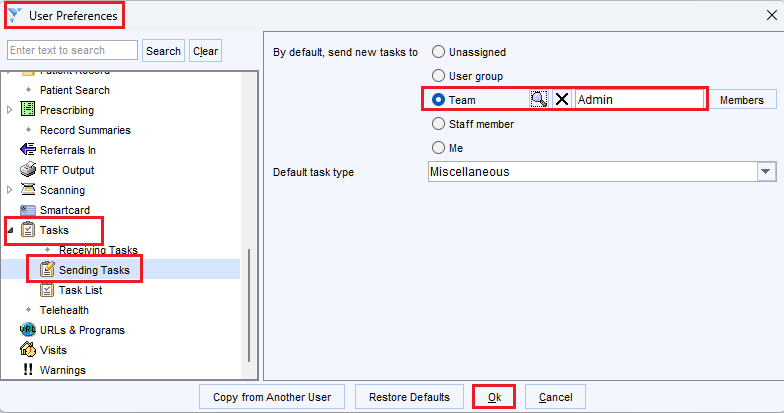 User Preferences
Enter text to search
Search
Clear
Patient Record
Patient Search
Prescribing
Record Summaries
Referrals In
RTF Output
Scanning
Smartcard
Tasks
Receiving Tasks
Sending Tasks
Task List
Telehealth
URL
URLs & Programs
Visits
!! Warnings
By default, send new tasks to
Unassigned
User group
Team
Admin
Members
Staff member
Me
Default task type
Miscellaneous
Copy from Another User
Restore Defaults
Ok
Cancel